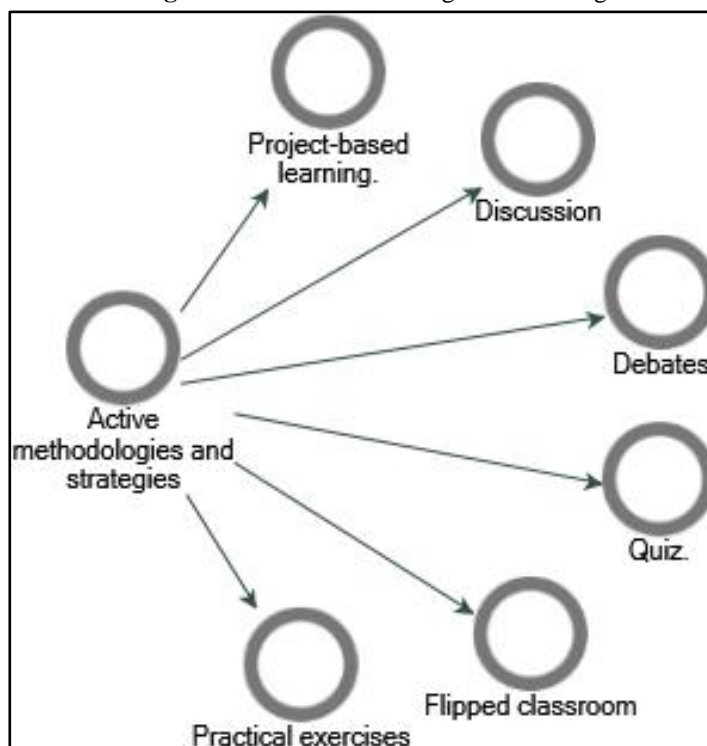 Project-based
learning.
Discussion
Debates
Active
methodologies and
strategies
Quiz.
Flipped classroom
Practical exercises